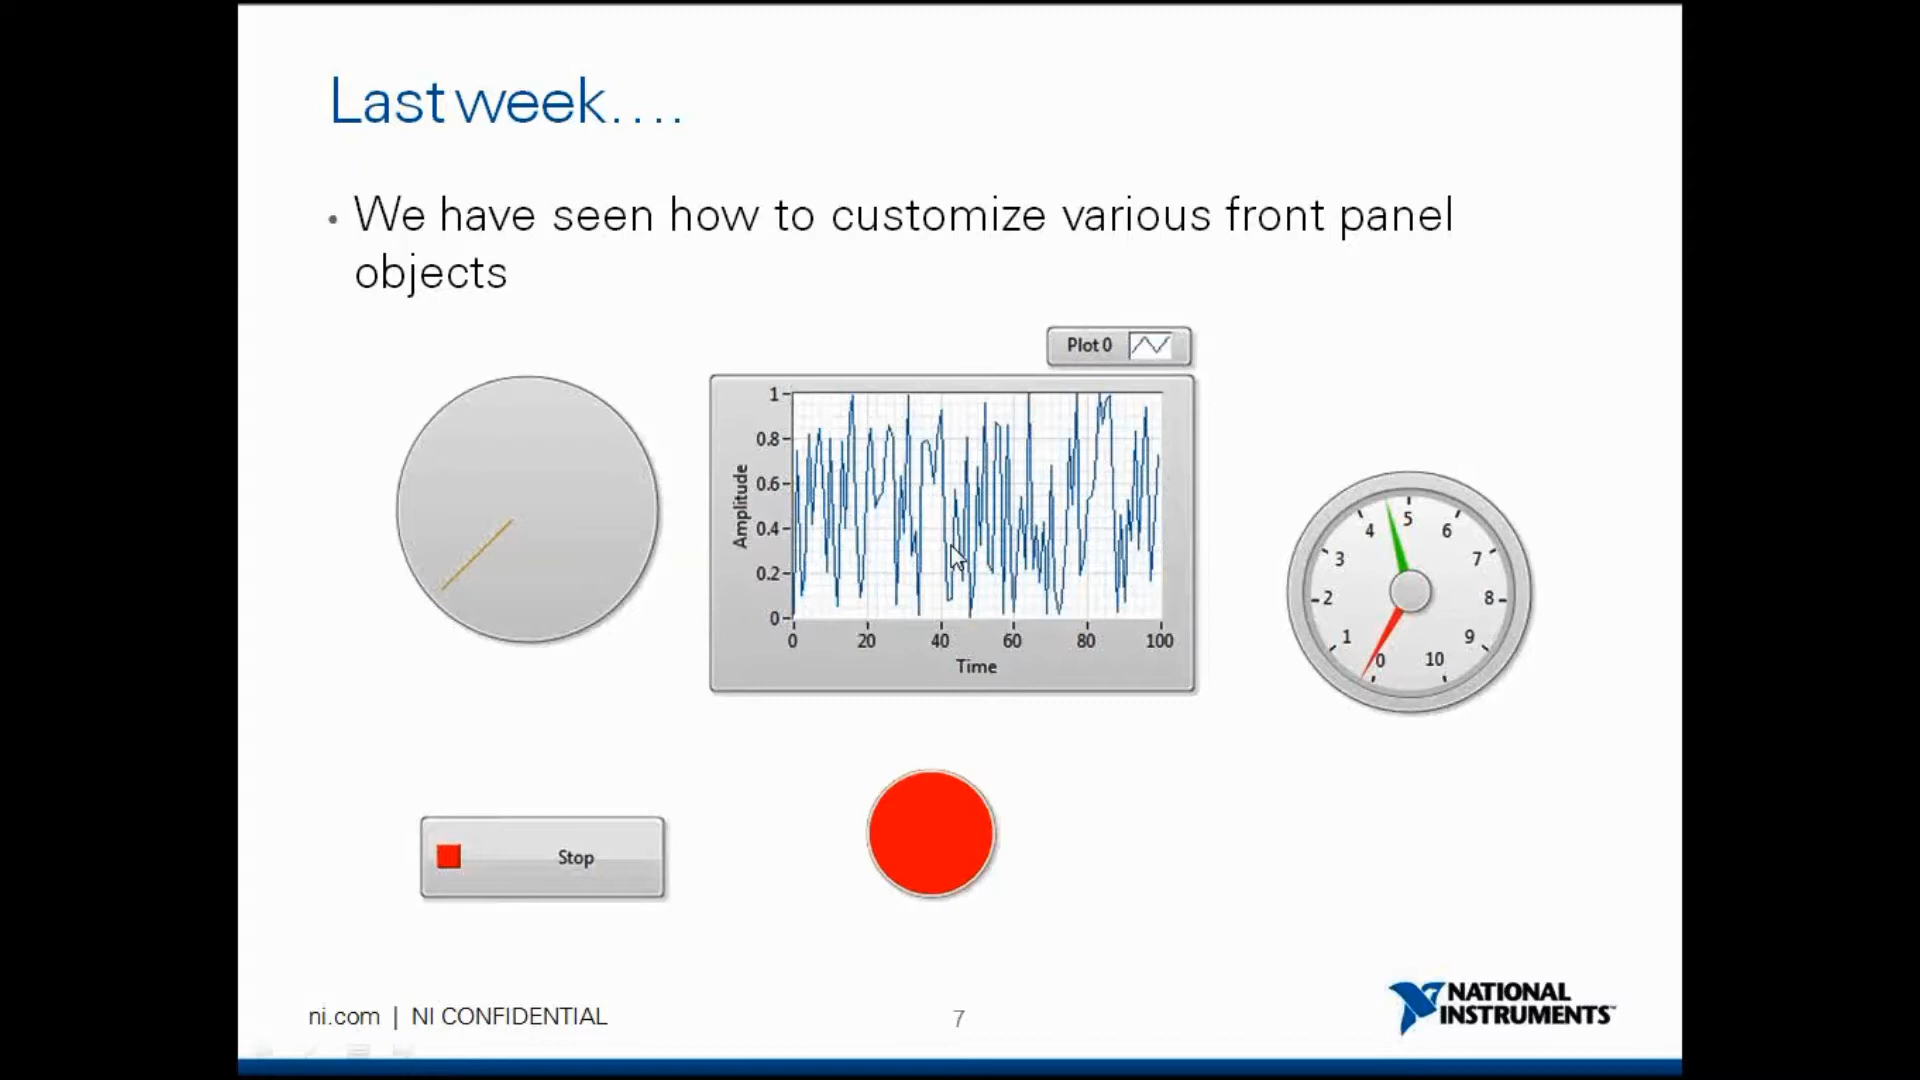 Last week....
• We have seen how to customize various front panel
objects
Plot 0
1
0.8
0.6
0.4
0.2
0
Amplitude
0 20 40 60 80 100
Time
0 1 2 3 4 5 6 7 8 9 10
Stop
ni.com | NI CONFIDENTIAL
7
NATIONAL
INSTRUMENTS™